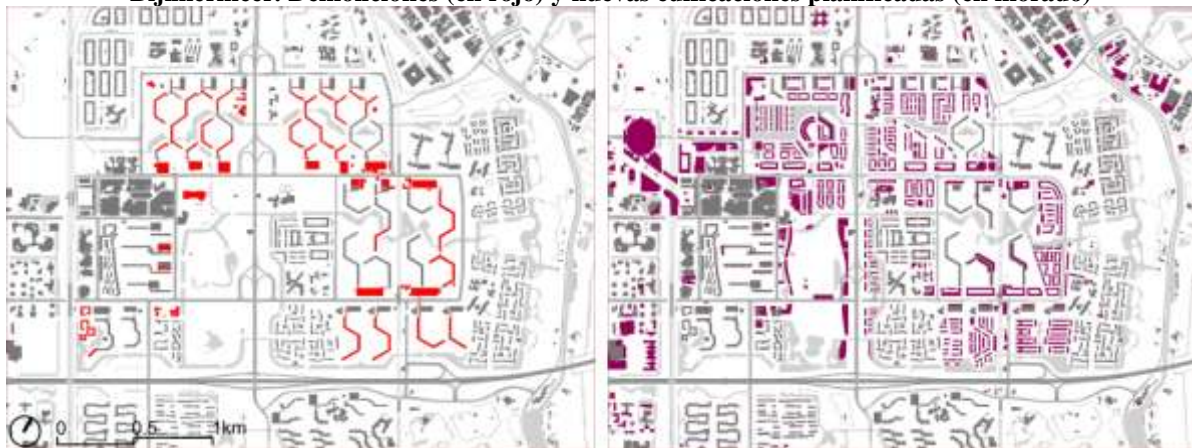 Bijlmermeer. Demoliciones (en rojo) y nuevas edificaciones planificadas (en morado)
0 0.5 1km